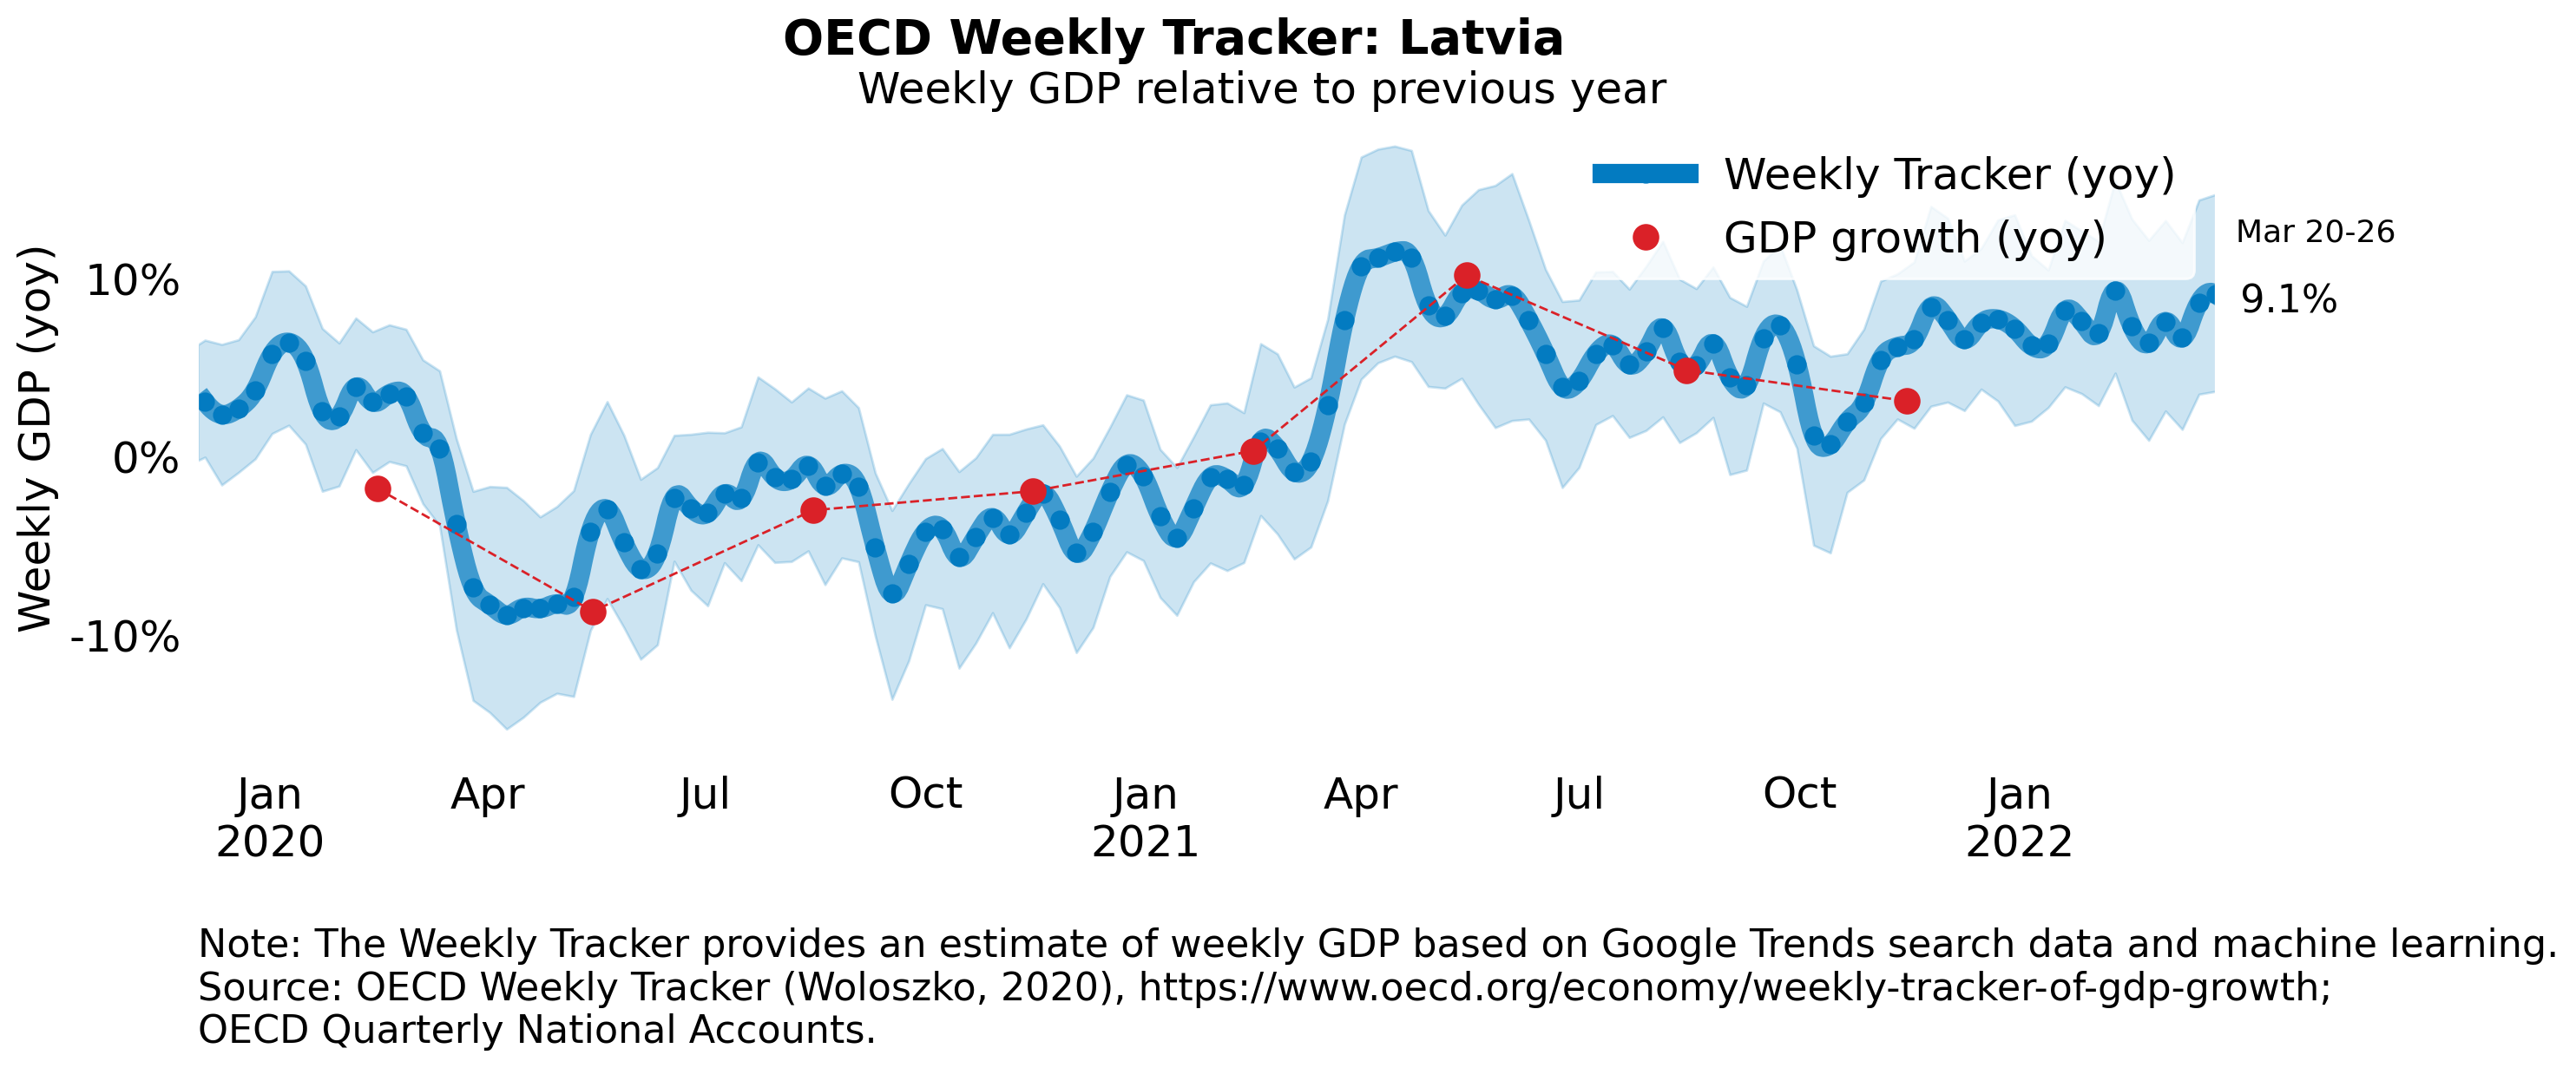 OECD Weekly Tracker: Latvia
Weekly GDP relative to previous year
Weekly Tracker (yoy)
GDP growth (yoy)
Mar 20-26
9.1%
Weekly GDP (yoy)
10%
0%
-10%
Jan Apr Jul Oct Jan Apr Jul Oct Jan
2020 2021 2022
Note: The Weekly Tracker provides an estimate of weekly GDP based on Google Trends search data and machine learning.
Source: OECD Weekly Tracker (Woloszko, 2020), https://www.oecd.org/economy/weekly-tracker-of-gdp-growth;
OECD Quarterly National Accounts.